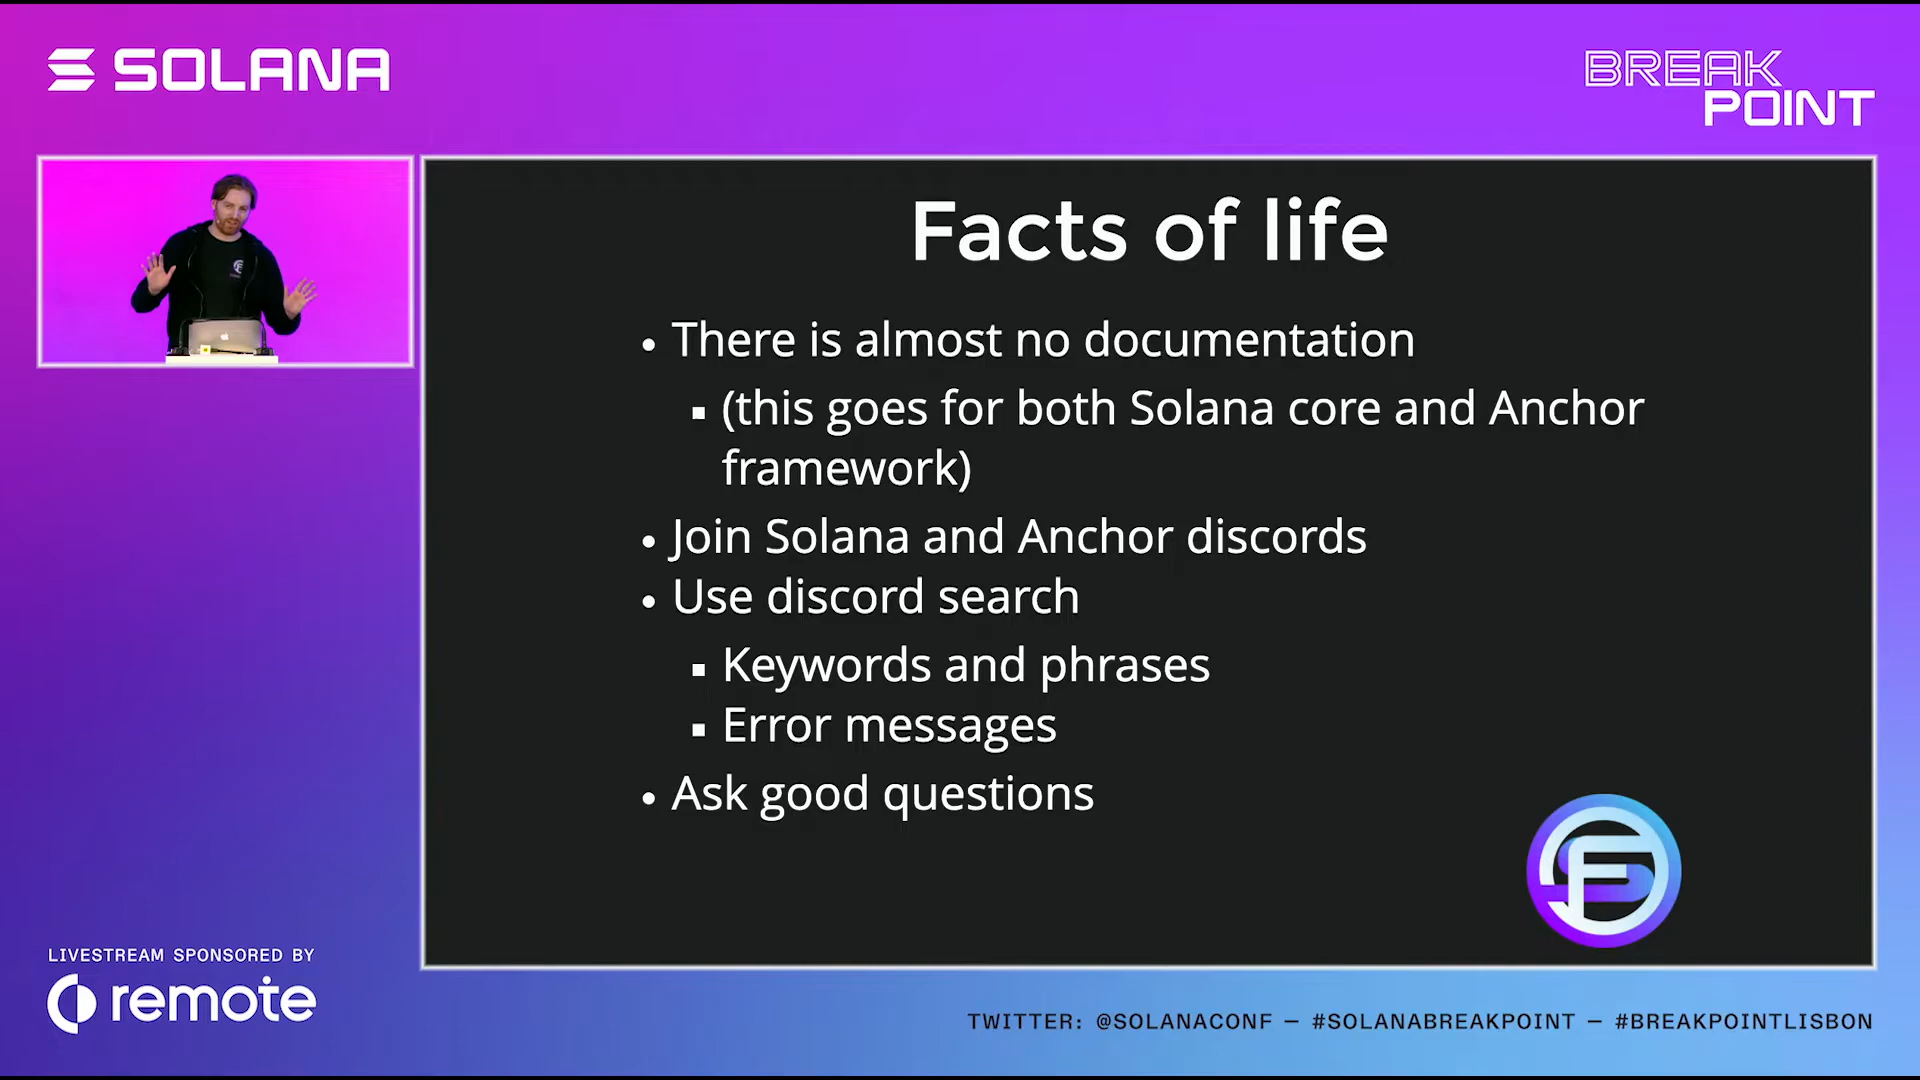 SOLANA
BREAK
POINT
Facts of life
• There is almost no documentation
▪ (this goes for both Solana core and Anchor
framework)
• Join Solana and Anchor discords
• Use discord search
▪ Keywords and phrases
▪ Error messages
• Ask good questions
LIVESTREAM SPONSORED BY
remote
TWITTER: @SOLANACONF — #SOLANABREAKPOINT — #BREAKPOINTLISBON